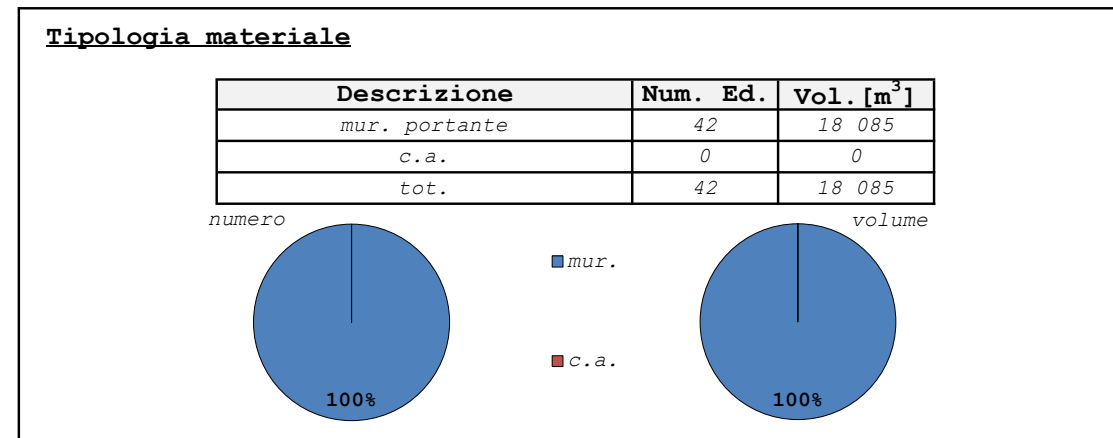 Tipologia materiale
Descrizione Num. Ed. Vol.[m³]
mur. portante 42 18 085
c.a. 0 0
tot. 42 18 085
numero volume
mur.
c.a.
100% 100%